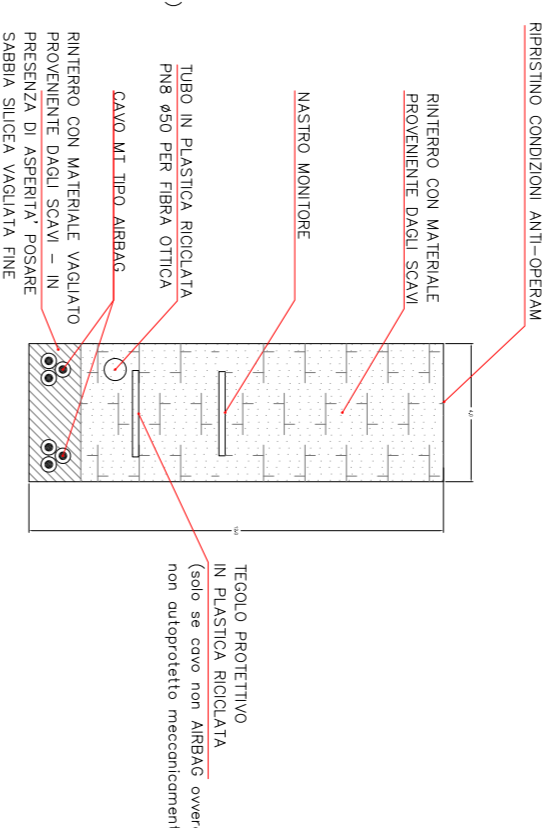 RIPRISTINO CONDIZIONI ANTI-OPERAM
RINTERRO CON MATERIALE
PROVENIENTE DAGLI SCAVI
NASTRO MONITORE
TUBO IN PLASTICA RICICLATA
PN8 ø50 PER FIBRA OTTICA
CAVO MT TIPO AIRBAG
RINTERRO CON MATERIALE VAGLIATO
PROVENIENTE DAGLI SCAVI - IN
PRESENZA DI ASPERITA' POSARE
SABBIA SILICEA VAGLIATA FINE
TEGOLO PROTETTIVO
IN PLASTICA RICICLATA
(solo se cavo non AIRBAG ovvero
non autoprotetto meccanicament
)